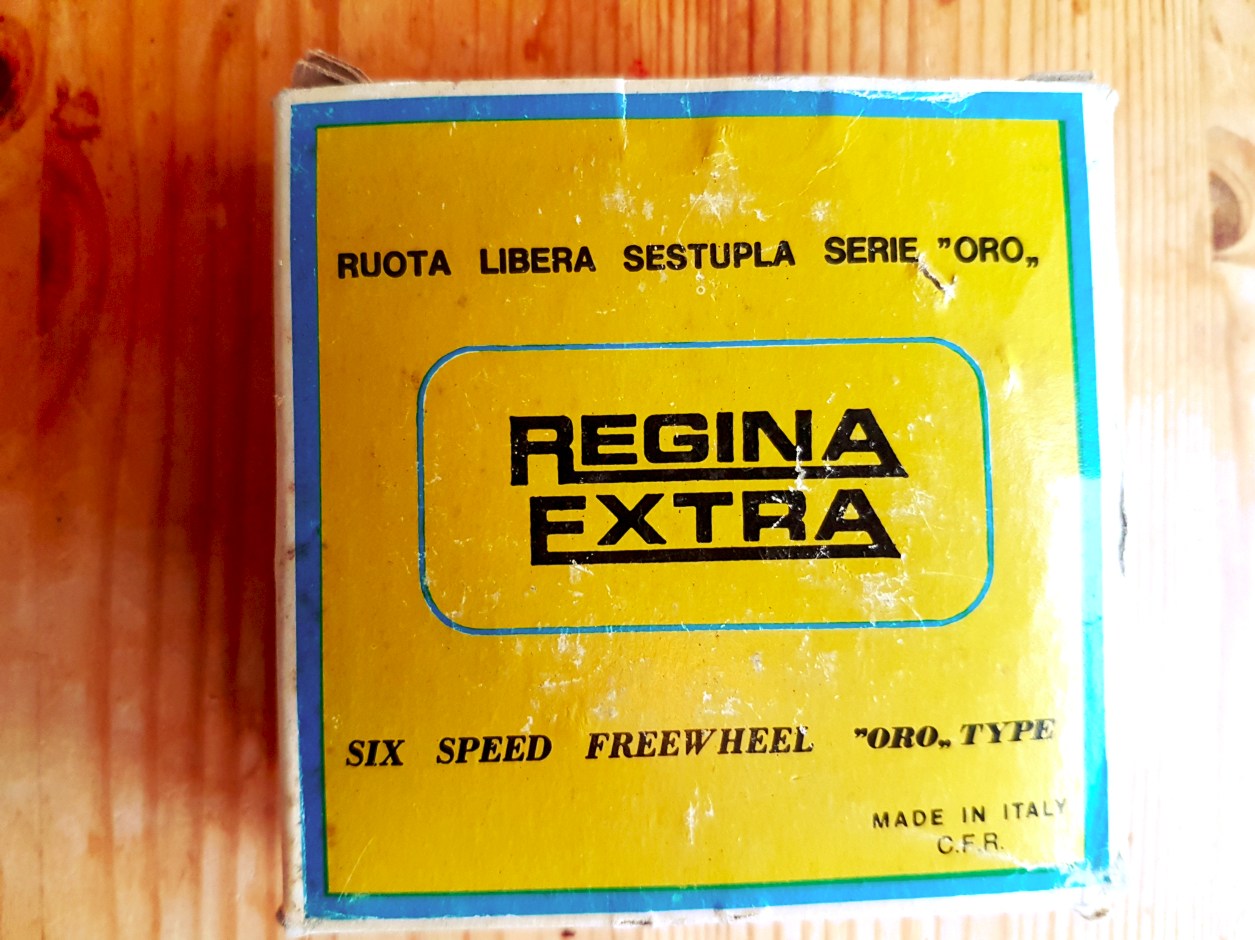 RUOTA LIBERA SESTUPLA SERIE "ORO„
REGINA
EXTRA
SIX SPEED FREEWHEEL "ORO„ TYPE
MADE IN ITALY
C.F.R.